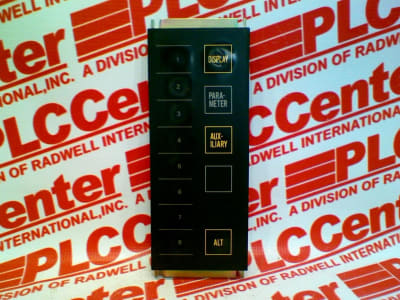 PLCCenter
A DIVISION OF RADWELL INTERNATIONAL, INC.
1
DISPLAY
2
PARA-
METER
3
4
AUX-
ILIARY
5
6
7
8
ALT